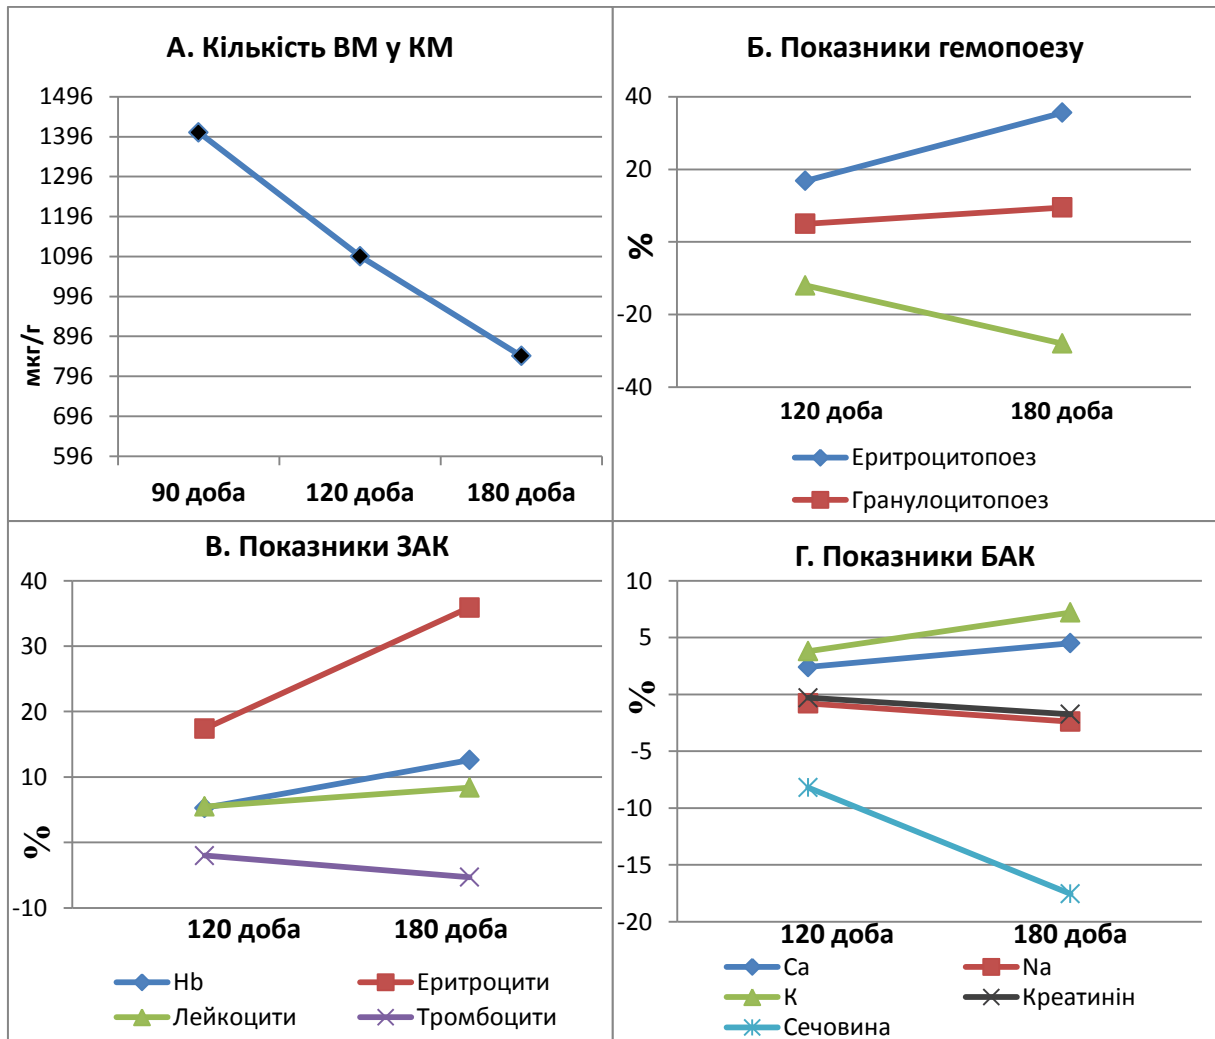 А. Кількість ВМ у КМ
1496
1396
1296
1196
1096
996
896
796
696
596
мкг/г
90 доба 120 доба 180 доба
Б. Показники гемопоезу
40
20
-20
-40
%
120 доба 180 доба
Еритроцитопоез
Гранулоцитопоез
В. Показники ЗАК
40
30
20
10
-10
%
120 доба 180 доба
Hb Еритроцити
Лейкоцити Тромбоцити
Г. Показники БАК
10
5
-5
-10
-15
-20
%
120 доба 180 доба
Ca Na
К Креатинін
Сечовина